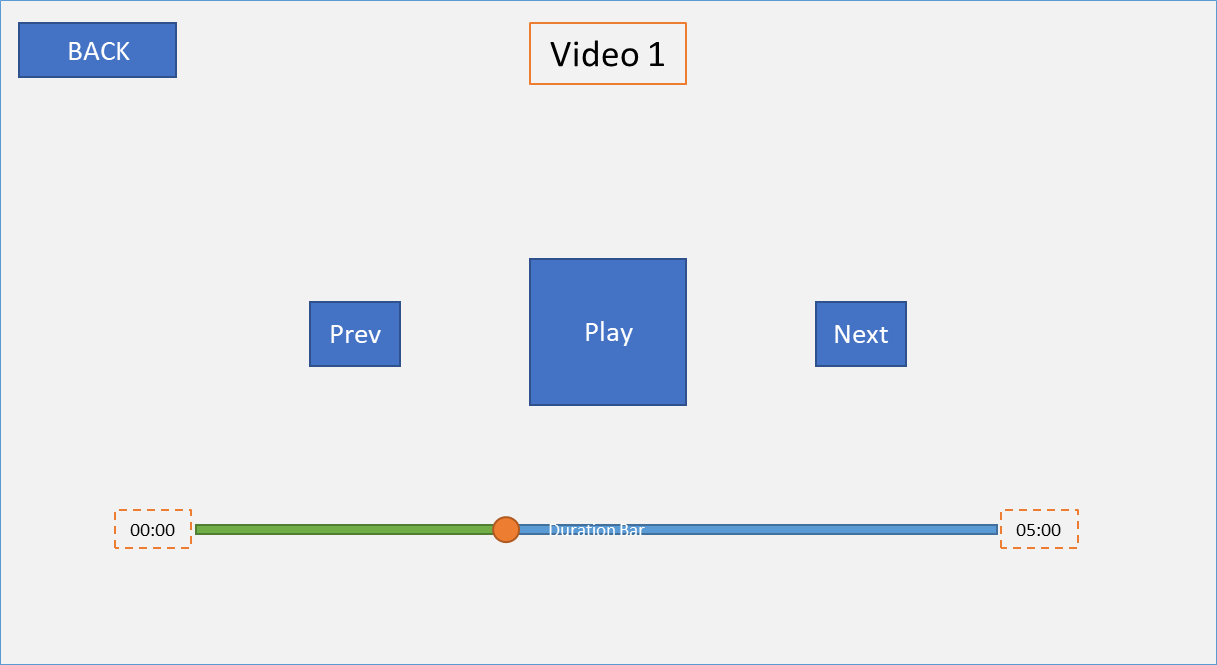 BACK
Video 1
Prev
Play
Next
00:00
Duration Bar
05:00